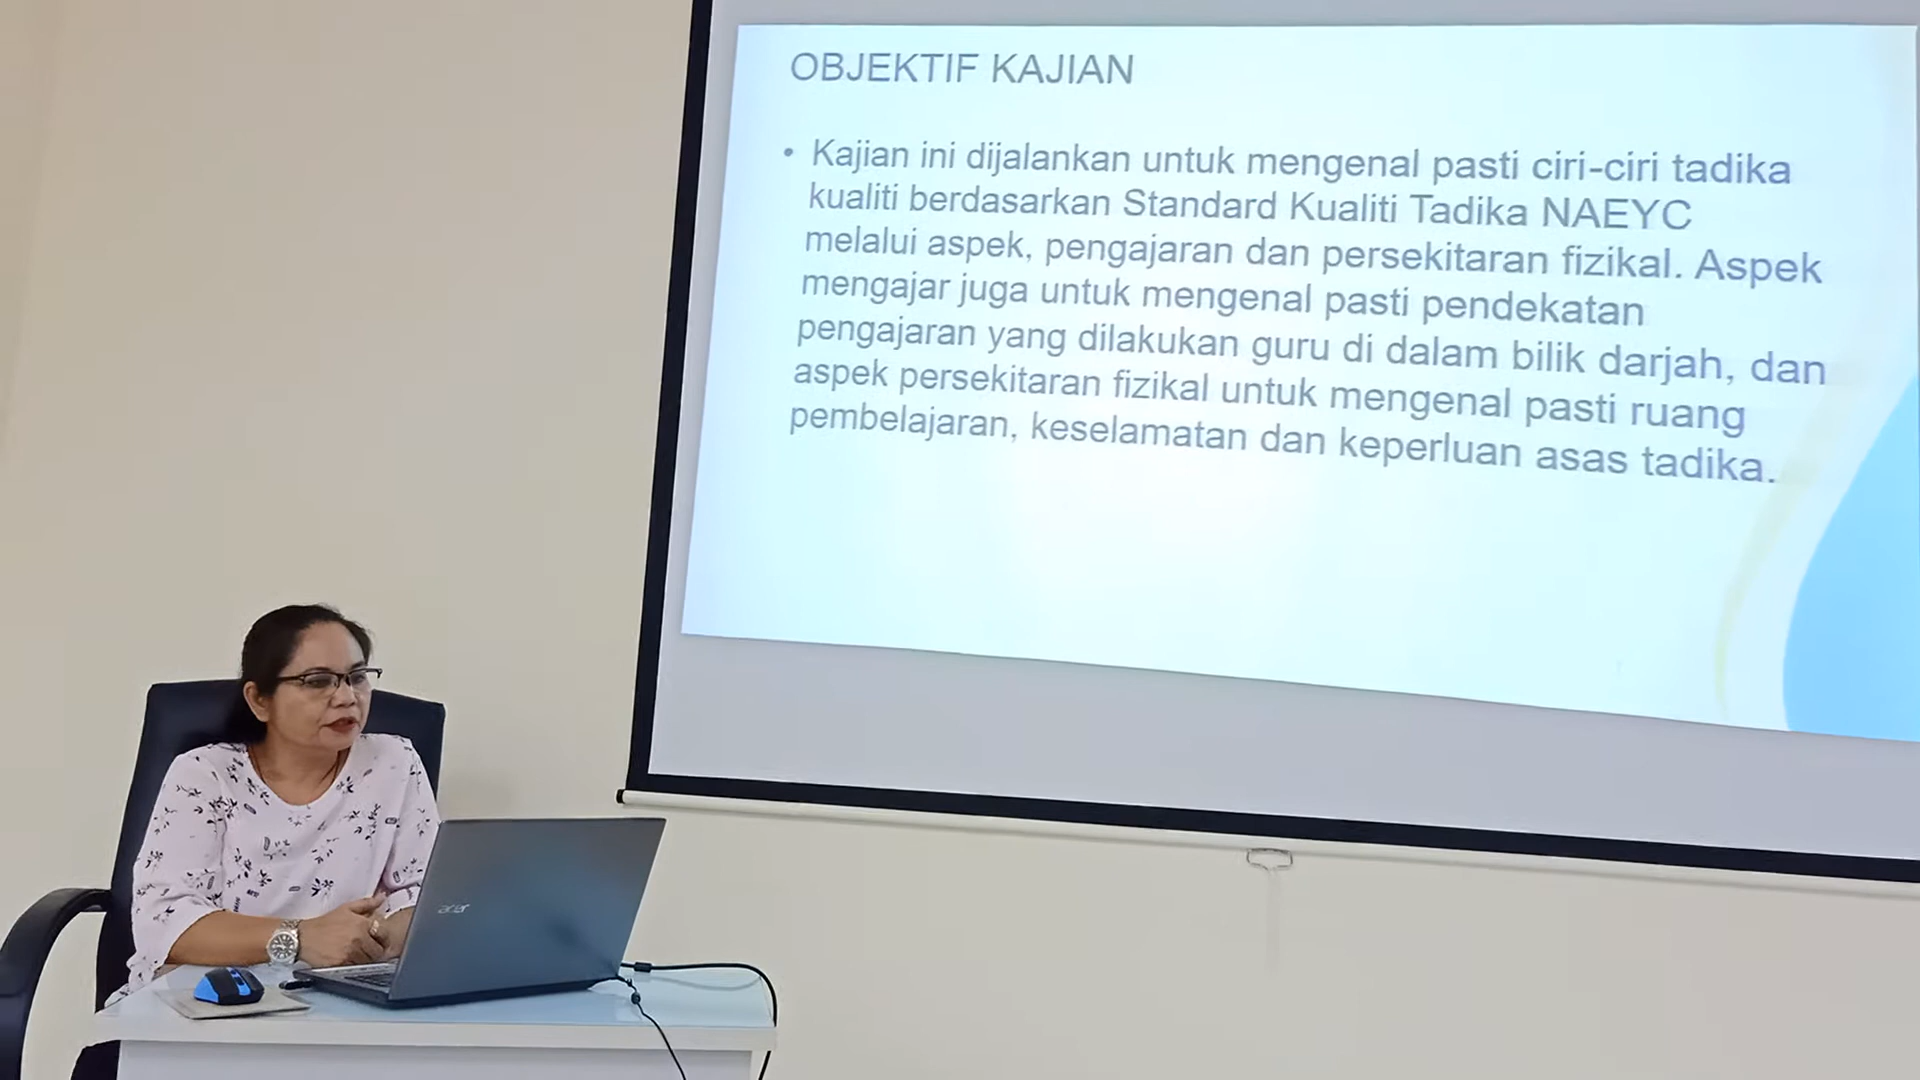 OBJEKTIF KAJIAN
• Kajian ini dijalankan untuk mengenal pasti ciri-ciri tadika
kualiti berdasarkan Standard Kualiti Tadika NAEYC
melalui aspek, pengajaran dan persekitaran fizikal. Aspek
mengajar juga untuk mengenal pasti pendekatan
pengajaran yang dilakukan guru di dalam bilik darjah, dan
aspek persekitaran fizikal untuk mengenal pasti ruang
pembelajaran, keselamatan dan keperluan asas tadika.
acer